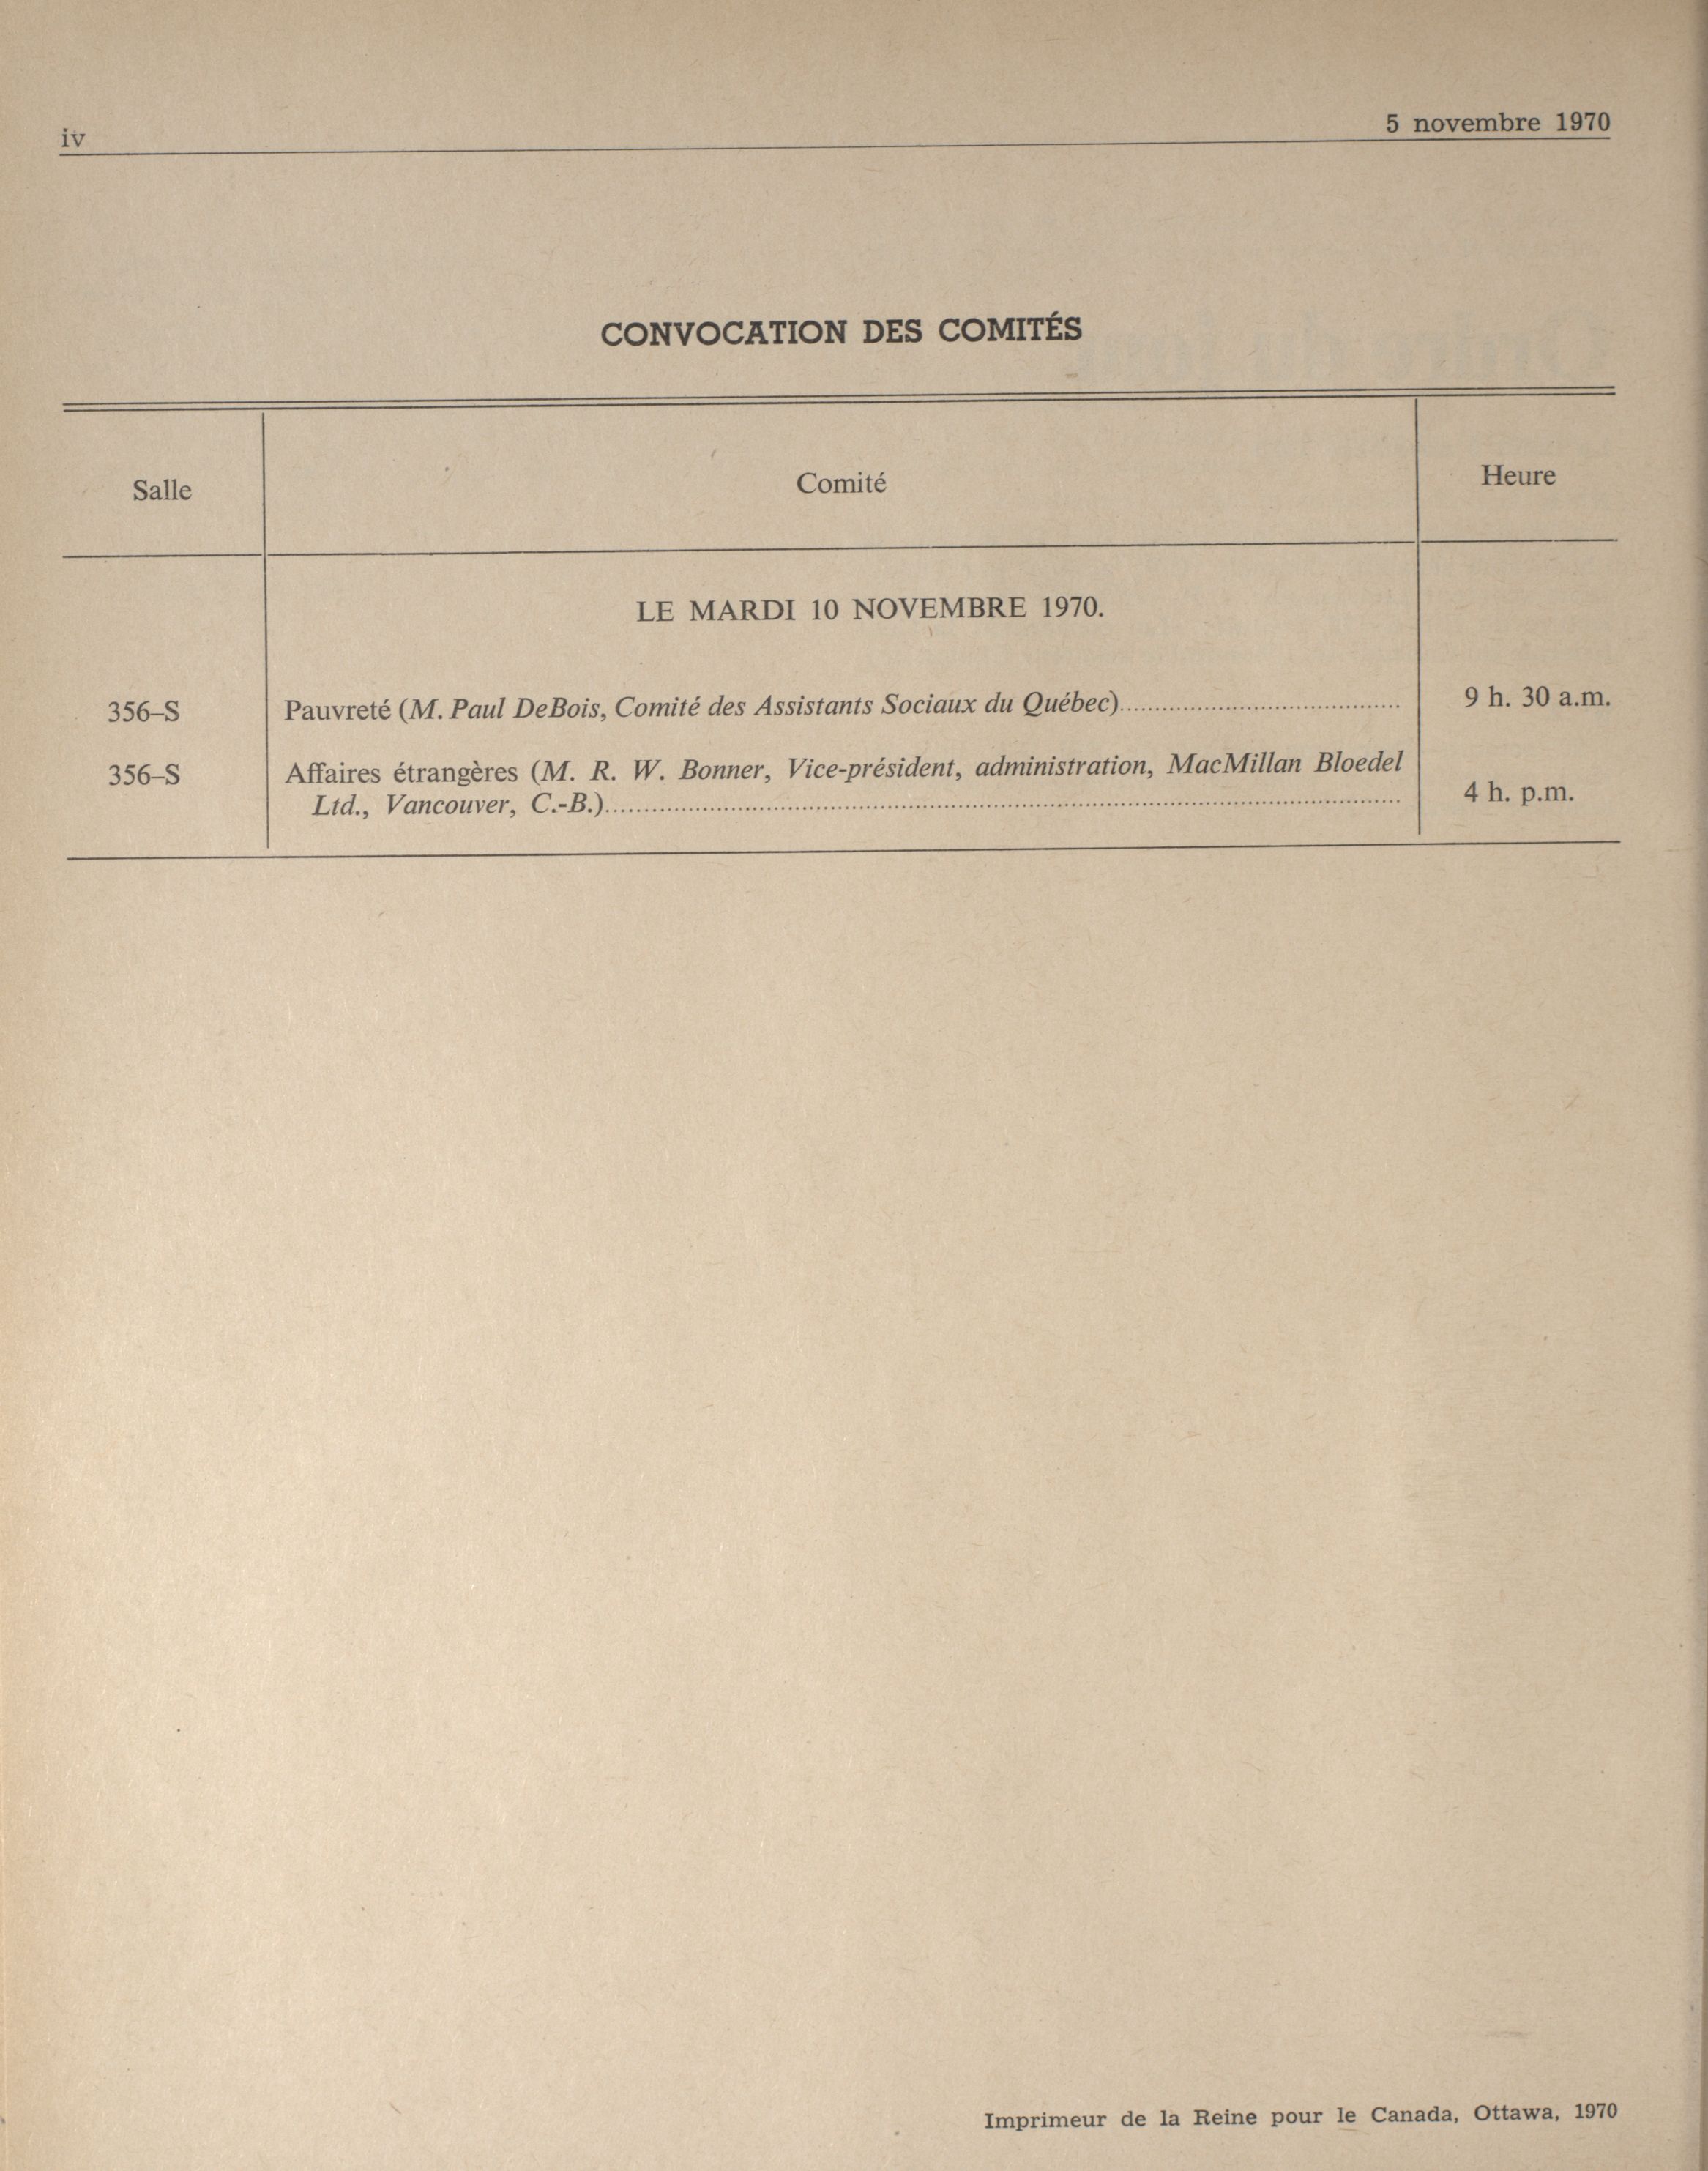 iv
5 novembre 1970
CONVOCATION DES COMITÉS
Salle
Comité
Heure
LE MARDI 10 NOVEMBRE 1970.
356–S Pauvreté (M. Paul DeBois, Comité des Assistants Sociaux du Québec)........................................ 9 h. 30 a.m.
356–S Affaires étrangères (M. R. W. Bonner, Vice-président, administration, MacMillan Bloedel
Ltd., Vancouver, C.-B.)........................................ 4 h. p.m.
Imprimeur de la Reine pour le Canada, Ottawa, 1970